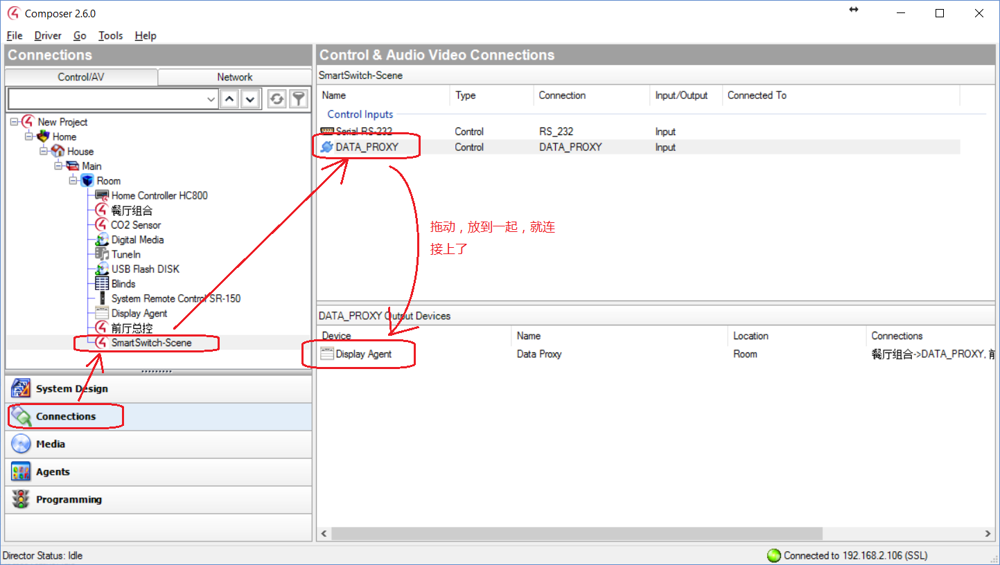 Composer 2.6.0
File Driver Go Tools Help
Connections
Control/AV Network
New Project
Home
House
Main
Room
Home Controller HC800
餐厅组合
CO2 Sensor
Digital Media
TuneIn
USB Flash DISK
Blinds
System Remote Control SR-150
Display Agent
前厅总控
SmartSwitch-Scene
System Design
Connections
Media
Agents
Programming
Control & Audio Video Connections
SmartSwitch-Scene
Name Type Connection Input/Output Connected To
Control Inputs
Serial RS-232 Control RS_232 Input
DATA_PROXY Control DATA_PROXY Input
拖动，放到一起，就连
接上了
DATA_PROXY Output Devices
Device Name Location Connections
Display Agent Data Proxy Room 餐厅组合->DATA_PROXY, 前
Director Status: Idle
Connected to 192.168.2.106 (SSL)